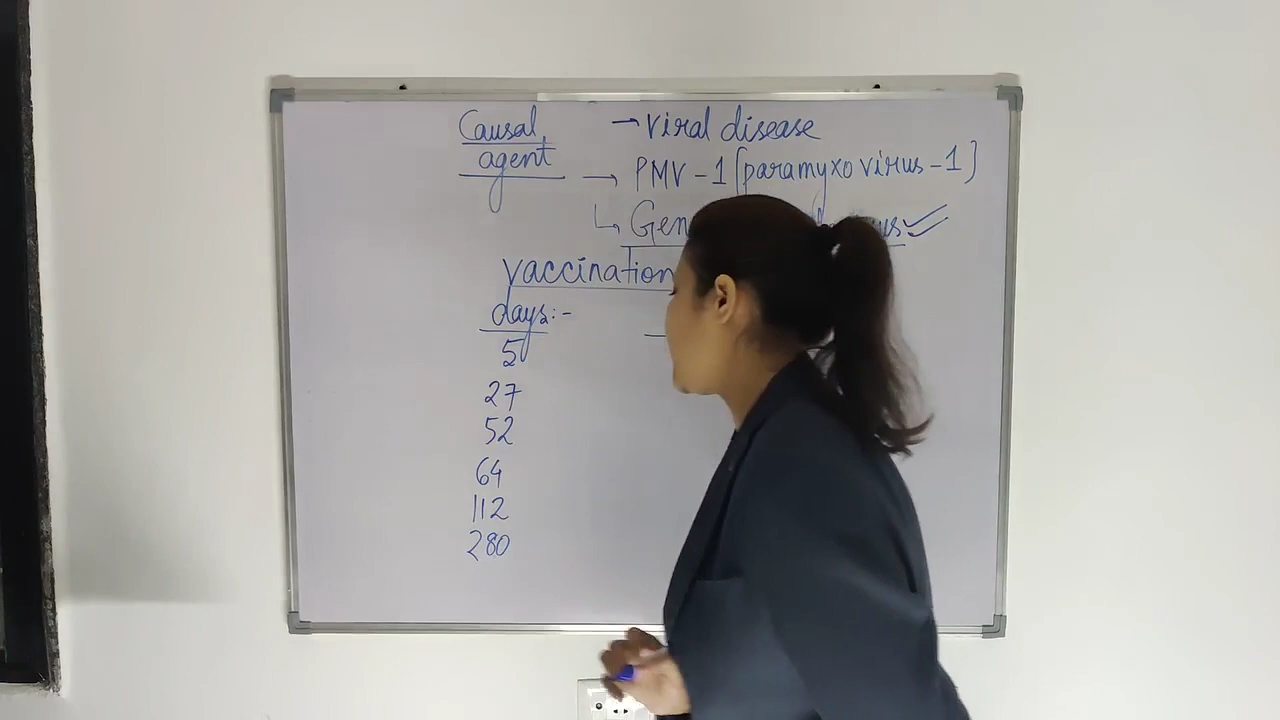 Causal → viral disease
agent → PMV - 1 [paramyxo virus - 1]
↳ Gen
vaccination
days:-
5
27
52
64
112
280